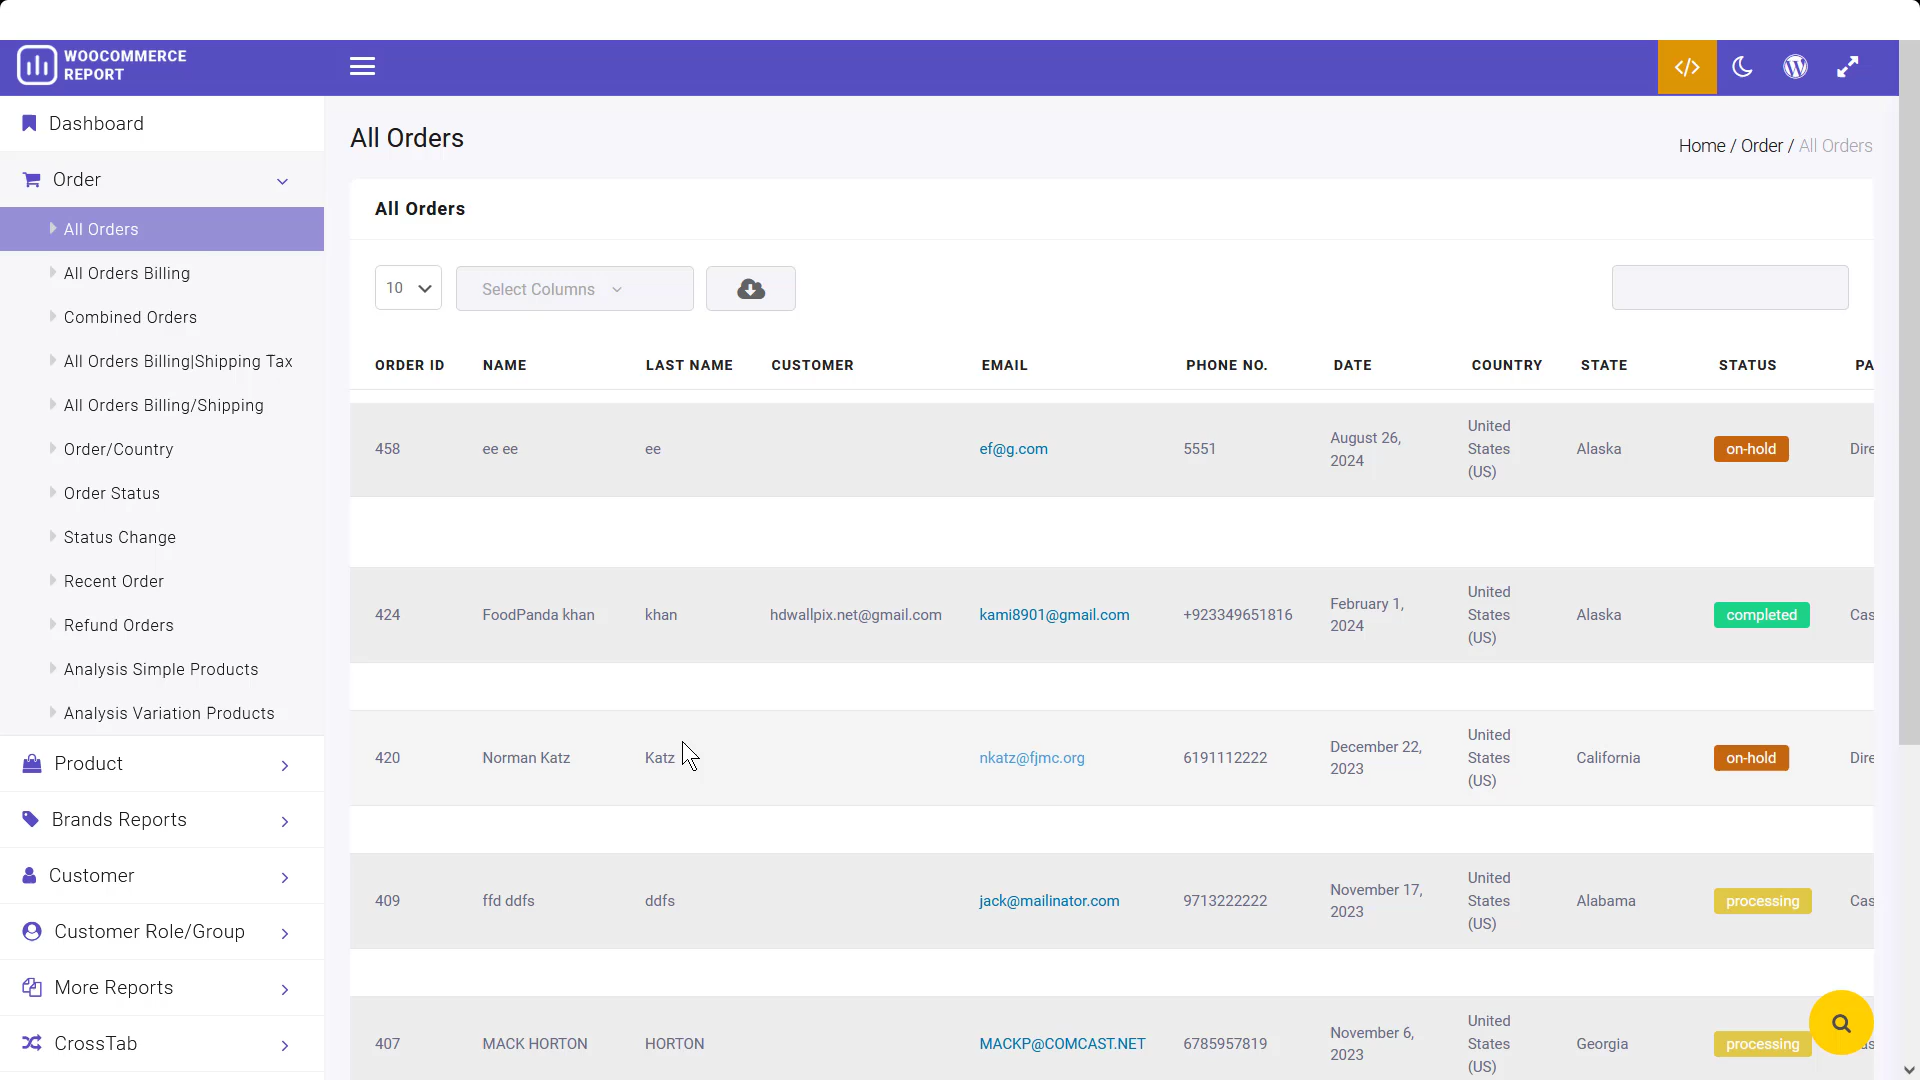 WOOCOMMERCE
REPORT
Dashboard
Order
All Orders
All Orders Billing
Combined Orders
All Orders Billing|Shipping Tax
All Orders Billing/Shipping
Order/Country
Order Status
Status Change
Recent Order
Refund Orders
Analysis Simple Products
Analysis Variation Products
Product
Brands Reports
Customer
Customer Role/Group
More Reports
CrossTab
All Orders
Home / Order / All Orders
All Orders
10 Select Columns
ORDER ID NAME LAST NAME CUSTOMER EMAIL PHONE NO. DATE COUNTRY STATE STATUS PA
458 ee ee ee ef@g.com 5551 August 26, 2024 United States (US) Alaska on-hold Dire
424 FoodPanda khan khan hdwallpix.net@gmail.com kami8901@gmail.com +923349651816 February 1, 2024 United States (US) Alaska completed Cas
420 Norman Katz Katz nkatz@fjmc.org 6191112222 December 22, 2023 United States (US) California on-hold Dire
409 ffd ddfs ddfs jack@mailinator.com 9713222222 November 17, 2023 United States (US) Alabama processing Cas
407 MACK HORTON HORTON MACKP@COMCAST.NET 6785957819 November 6, 2023 United States (US) Georgia processing